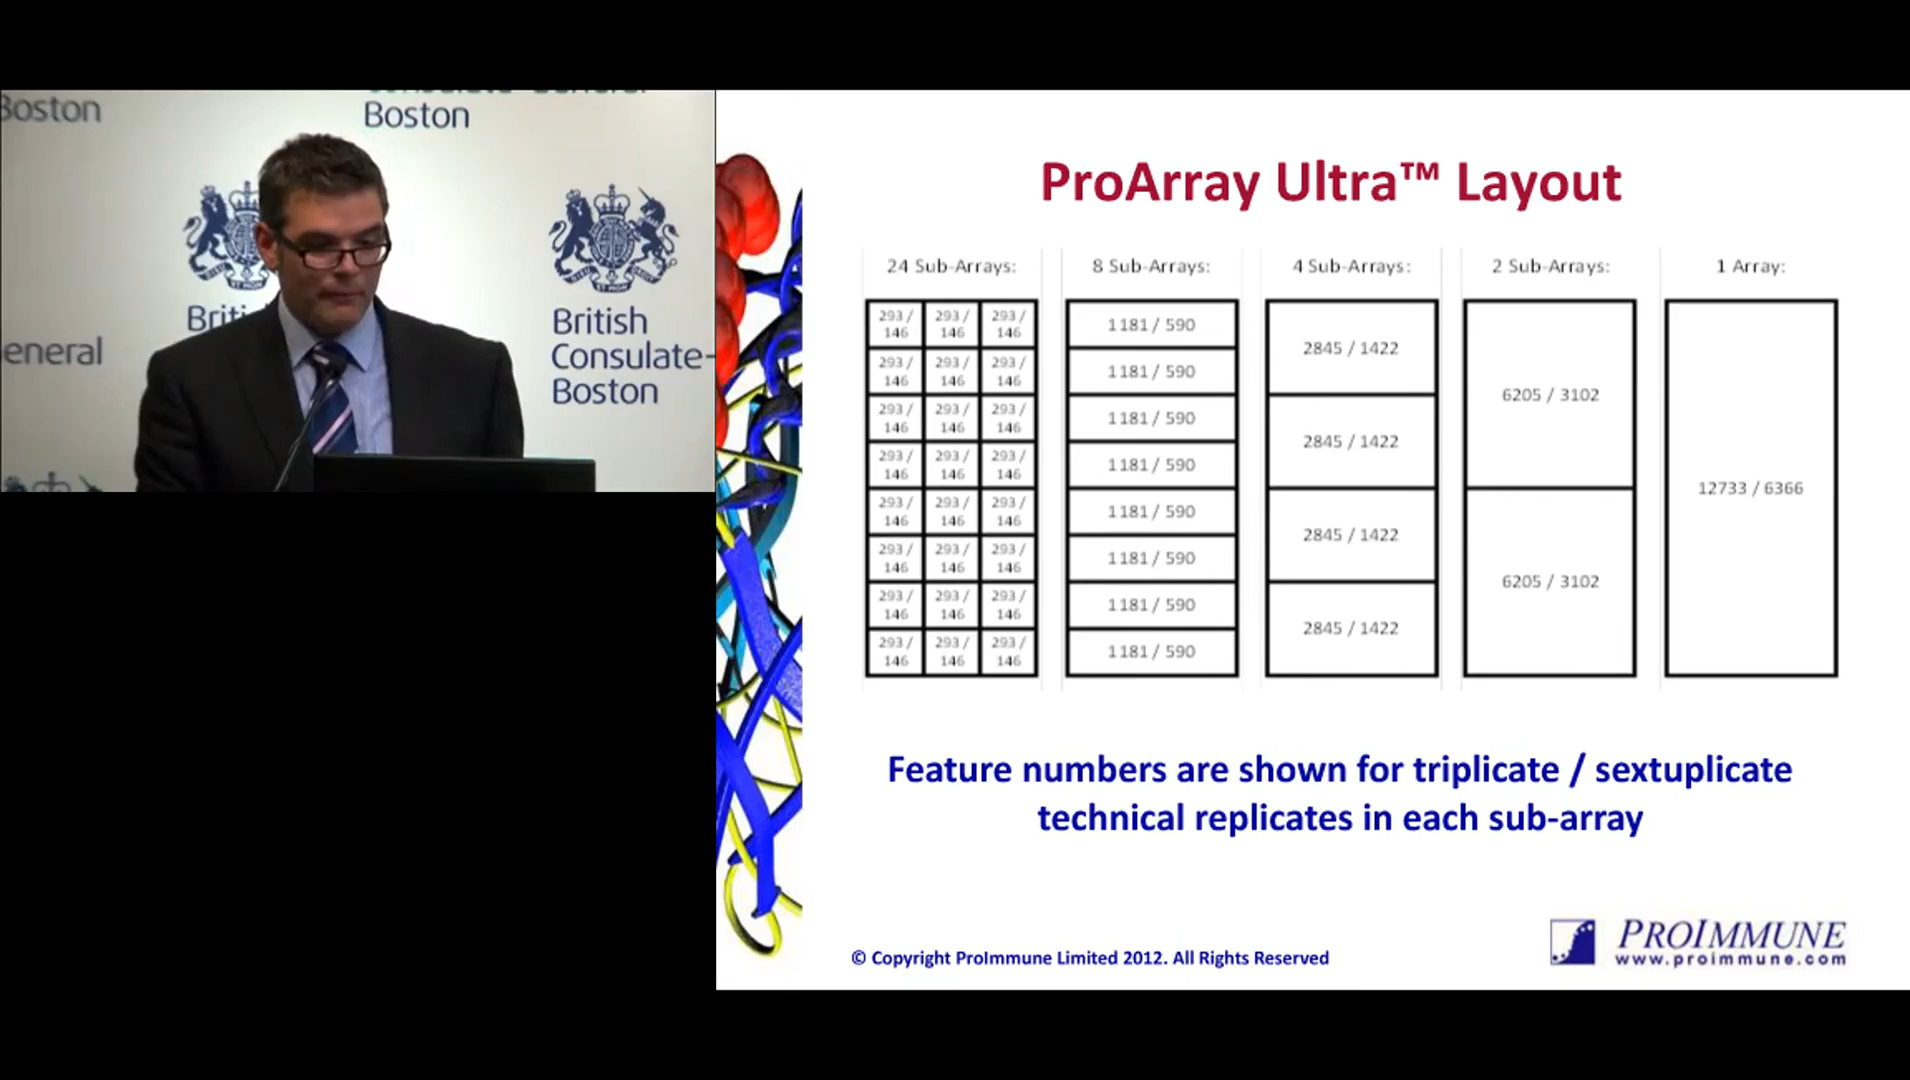 Boston
Consulate-General
Boston
Briti
eneral
British
Consulate-
Boston
ProArray Ultra™ Layout
24 Sub-Arrays:
293 / 146 293 / 146 293 / 146
293 / 146 293 / 146 293 / 146
293 / 146 293 / 146 293 / 146
293 / 146 293 / 146 293 / 146
293 / 146 293 / 146 293 / 146
293 / 146 293 / 146 293 / 146
293 / 146 293 / 146 293 / 146
293 / 146 293 / 146 293 / 146
8 Sub-Arrays:
1181 / 590
1181 / 590
1181 / 590
1181 / 590
1181 / 590
1181 / 590
1181 / 590
1181 / 590
4 Sub-Arrays:
2845 / 1422
2845 / 1422
2845 / 1422
2845 / 1422
2 Sub-Arrays:
6205 / 3102
6205 / 3102
1 Array:
12733 / 6366
Feature numbers are shown for triplicate / sextuplicate
technical replicates in each sub-array
© Copyright ProImmune Limited 2012. All Rights Reserved
PROIMMUNE
www.proimmune.com